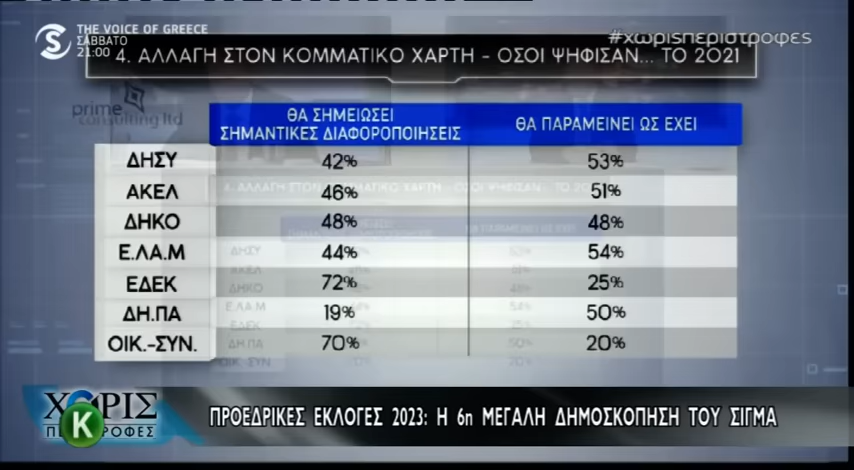 THE VOICE OF GREECE
ΣΑΒΒΑΤΟ
21:00
#χωρισπεριστροφες
4. ΑΛΛΑΓΗ ΣΤΟΝ ΚΟΜΜΑΤΙΚΟ ΧΑΡΤΗ - ΟΣΟΙ ΨΗΦΙΣΑΝ... ΤΟ 2021
prime
consulting ltd
ΘΑ ΣΗΜΕΙΩΣΕΙ
ΣΗΜΑΝΤΙΚΕΣ ΔΙΑΦΟΡΟΠΟΙΗΣΕΙΣ
ΘΑ ΠΑΡΑΜΕΙΝΕΙ ΩΣ ΕΧΕΙ
ΔΗΣΥ 42% 53%
ΑΚΕΛ 46% 51%
ΔΗΚΟ 48% 48%
Ε.ΛΑ.Μ 44% 54%
ΕΔΕΚ 72% 25%
ΔΗ.ΠΑ 19% 50%
ΟΙΚ.-ΣΥΝ. 70% 20%
ΧΩΡΙΣ
ΠΕΡΙΣΤΡΟΦΕΣ
K
ΠΡΟΕΔΡΙΚΕΣ ΕΚΛΟΓΕΣ 2023: Η 6η ΜΕΓΑΛΗ ΔΗΜΟΣΚΟΠΗΣΗ ΤΟΥ ΣΙΓΜΑ